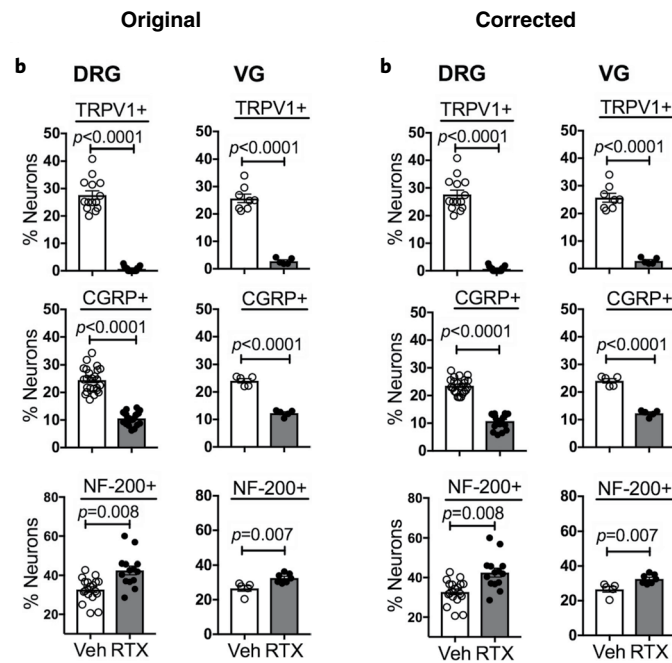 Original Corrected
b DRG VG b DRG VG
TRPV1+ TRPV1+ TRPV1+ TRPV1+
50 50 50 50
p<0.0001 p<0.0001 p<0.0001 p<0.0001
40 40 40 40
30 30 30 30
20 20 20 20
10 10 10 10
0 0 0 0
% Neurons % Neurons
CGRP+ CGRP+ CGRP+ CGRP+
50 50 50 50
p<0.0001 p<0.0001 p<0.0001 p<0.0001
40 40 40 40
30 30 30 30
20 20 20 20
10 10 10 10
0 0 0 0
% Neurons % Neurons
NF-200+ NF-200+ NF-200+ NF-200+
80 80 80 80
p=0.008 p=0.007 p=0.008 p=0.007
60 60 60 60
40 40 40 40
20 20 20 20
0 0
% Neurons % Neurons
Veh RTX Veh RTX Veh RTX Veh RTX